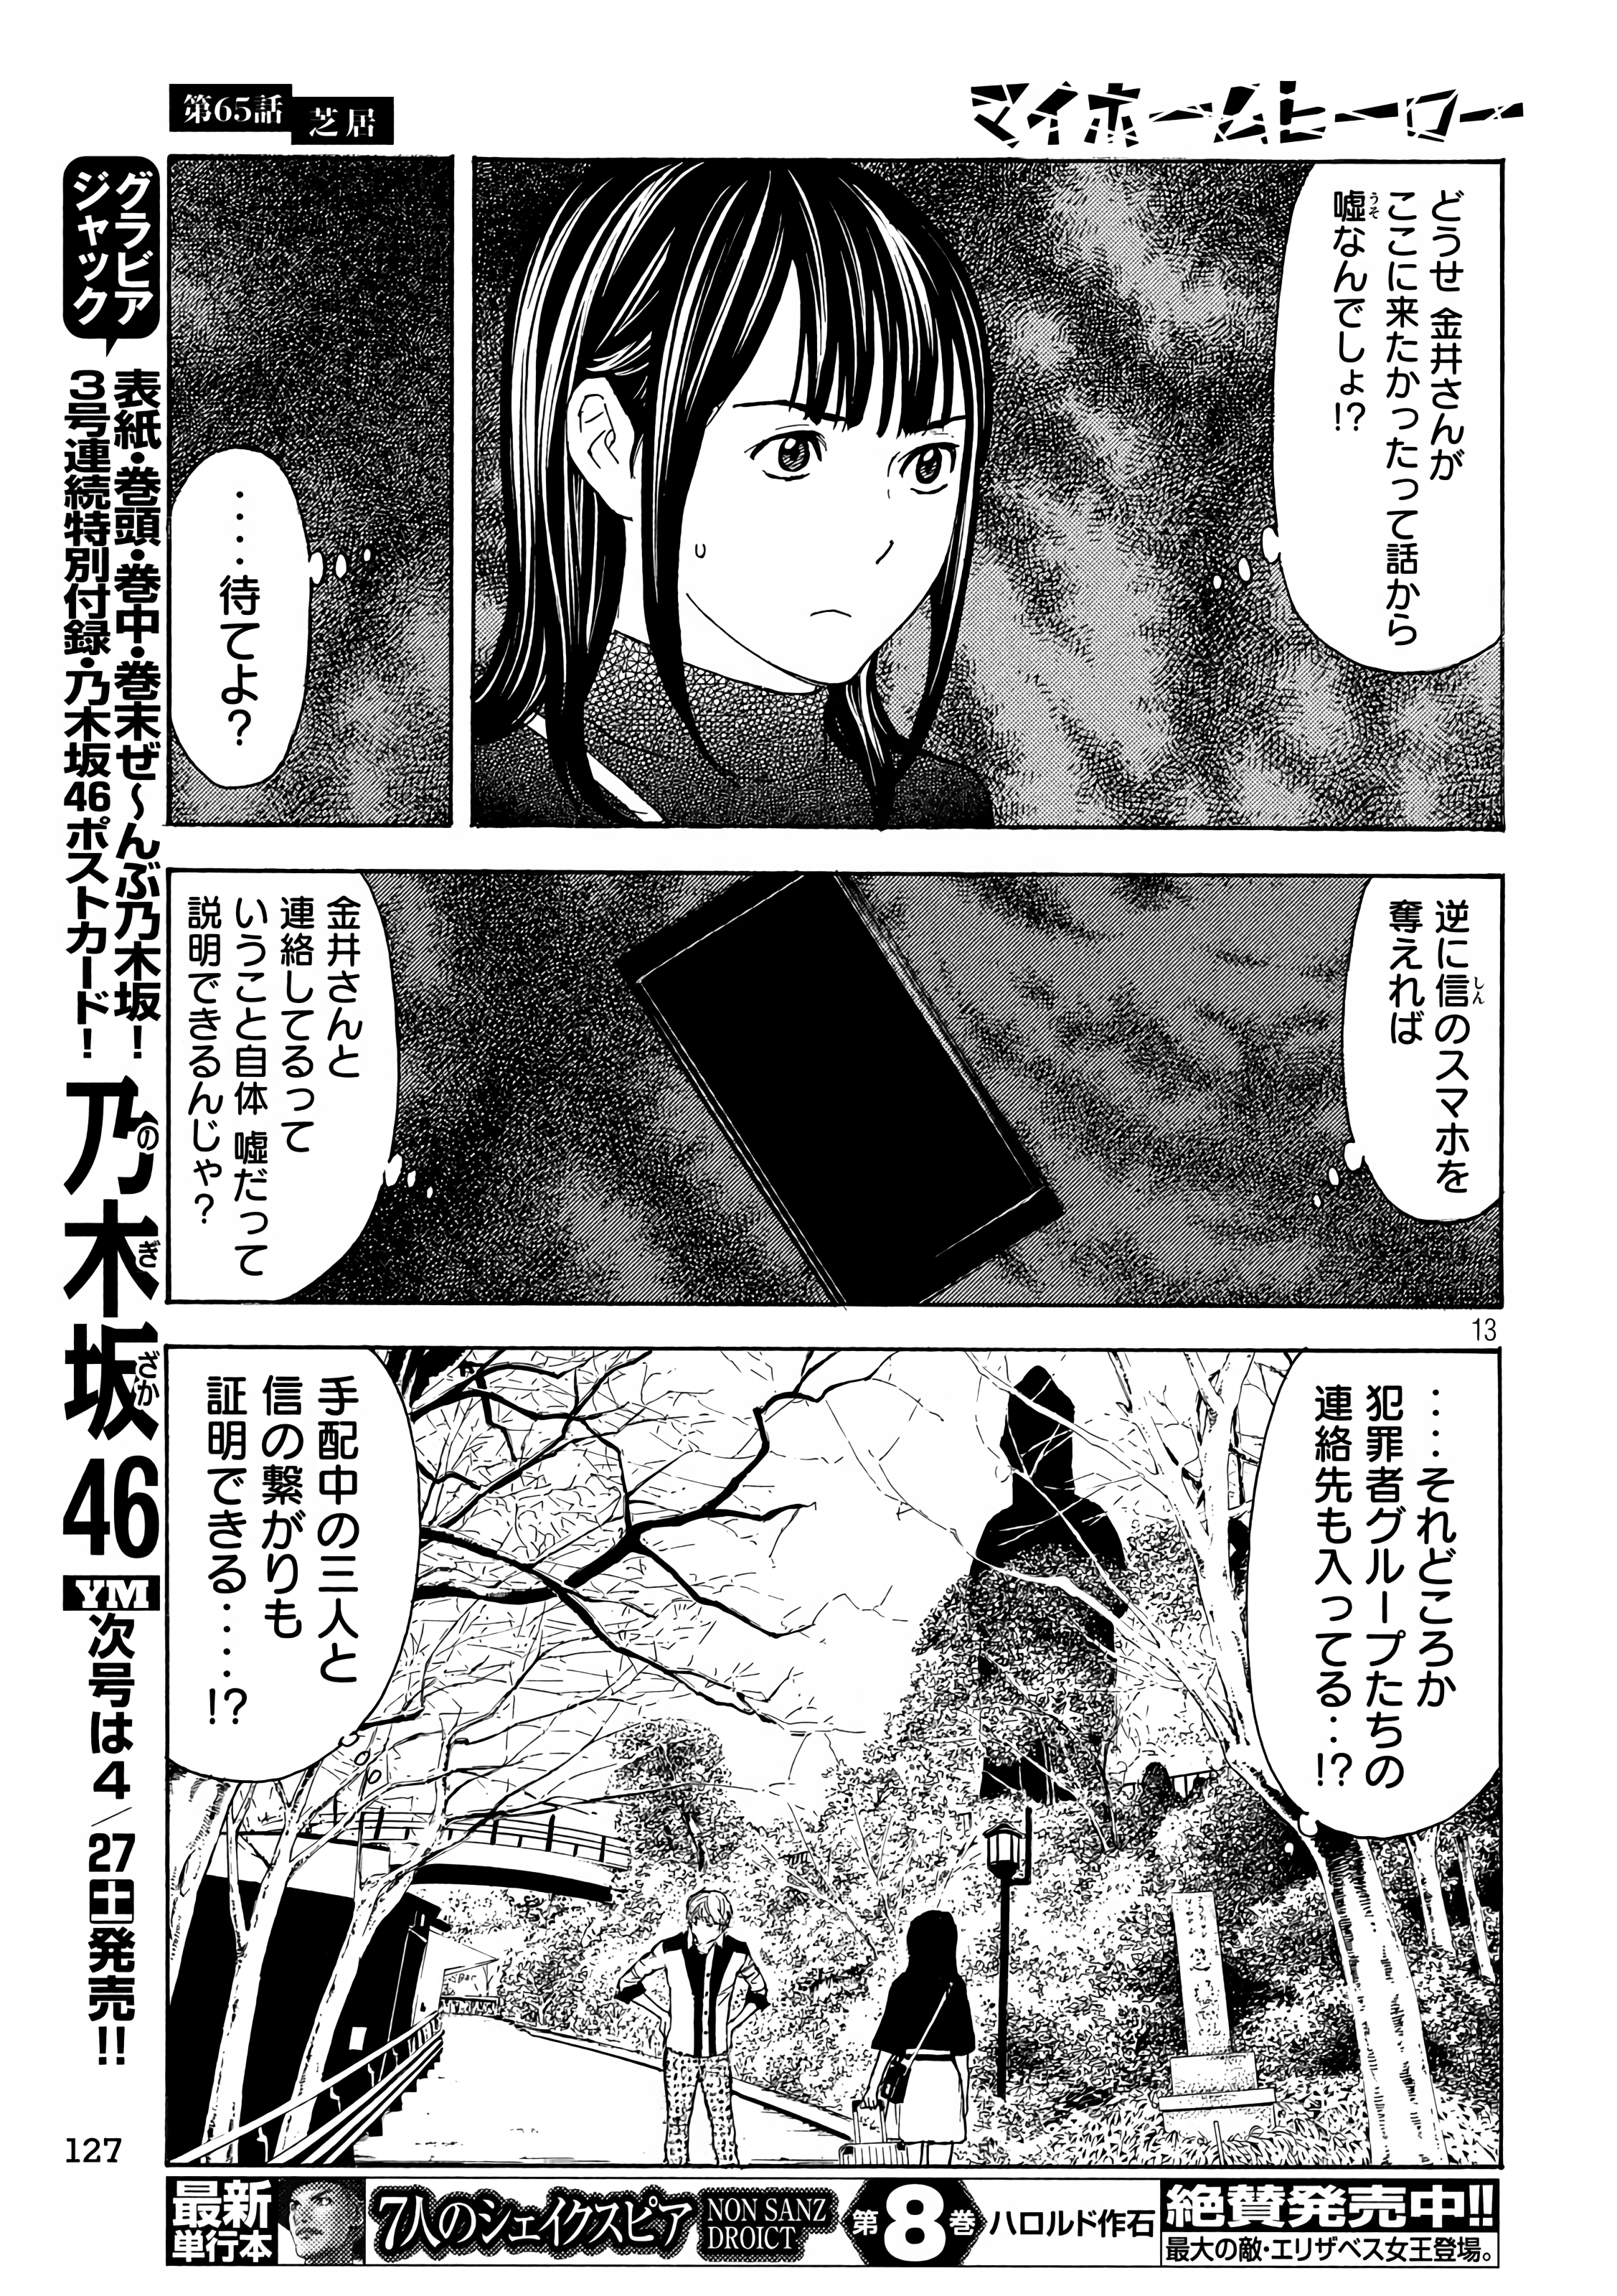 第65話
芝居
マイホームヒーロー
どうせ 金井さんが
ここに来たかったって話から
嘘なんでしょ!?
うそ
‥‥待てよ?
逆に信のスマホを
しん
奪えれば
金井さんと
連絡してるって
いうこと自体 嘘だって
説明できるんじゃ?
13
‥‥それどころか
犯罪者グループたちの
連絡先も入ってる‥!?
手配中の三人と
信の繋がりも
証明できる‥‥!?
グラビア
ジャック
表紙・巻頭・巻中・巻末ぜ〜んぶ乃木坂!
3号連続特別付録・乃木坂46ポストカード!
乃木坂46
のぎざか
YM次号は4/27土発売!!
127
最新
単行本
7人のシェイクスピア
NON SANZ
DROICT
第8巻
ハロルド作石
絶賛発売中!!
最大の敵・エリザベス女王登場。